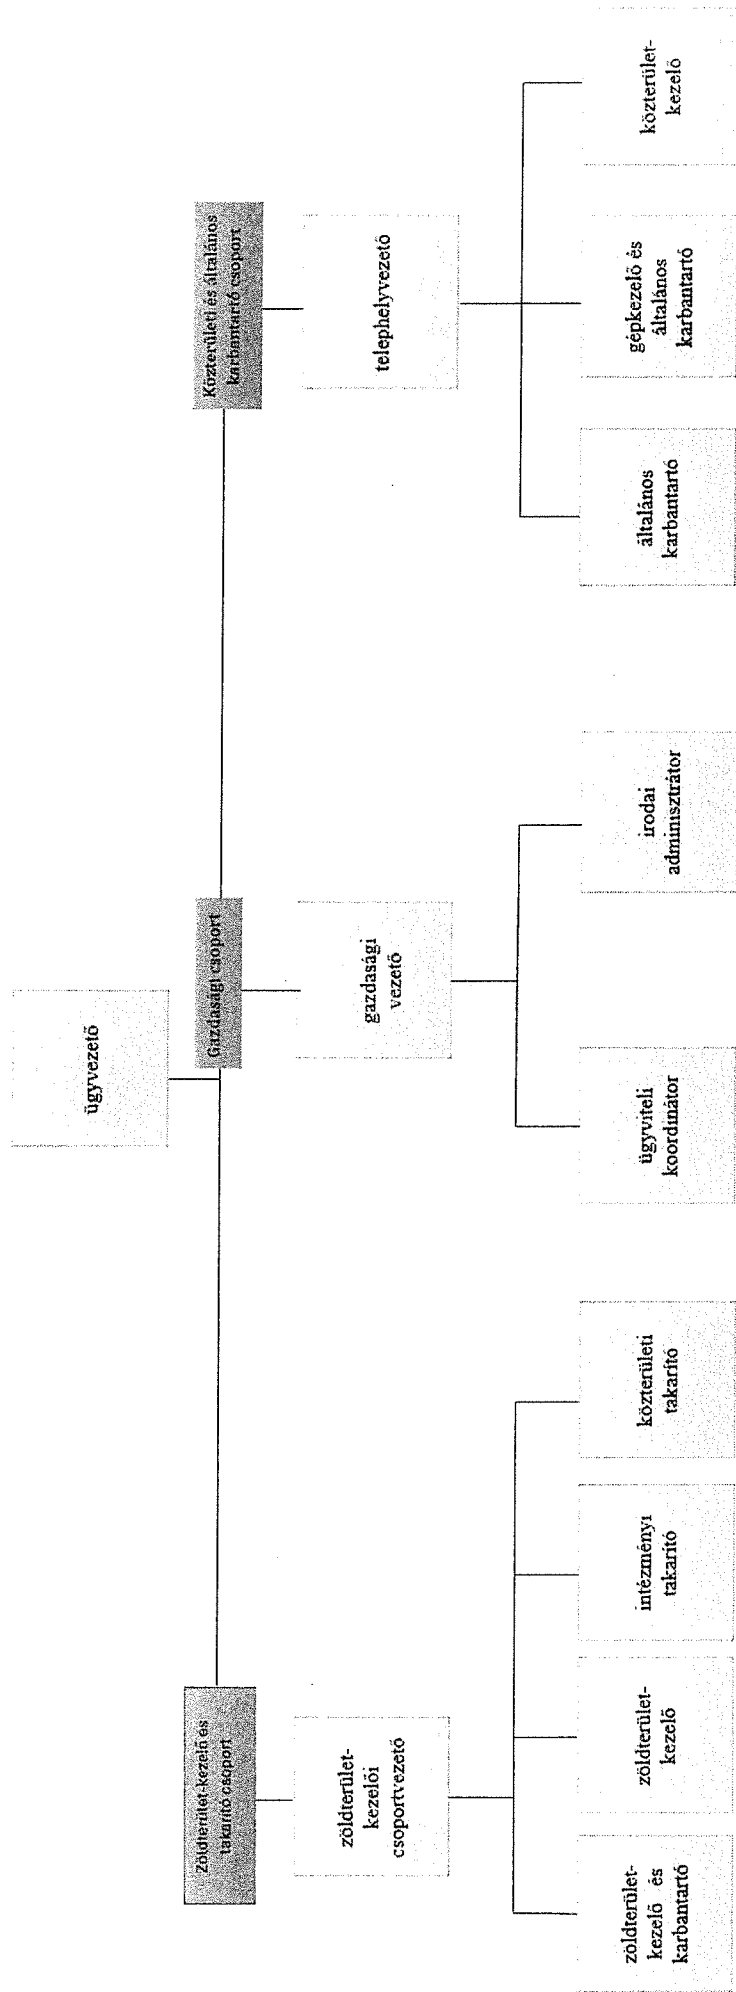 ügyvezető
Zöldterület-kezelő és
takarító csoport
Gazdasági csoport
Közterületi és általános
karbantartó csoport
zöldterület-
kezelői
csoportvezető
gazdasági
vezető
telephelyvezető
zöldterület-
kezelő és
karbantartó
zöldterület-
kezelő
intézményi
takarító
közterületi
takarító
ügyviteli
koordinátor
irodai
adminisztrátor
általános
karbantartó
gépkezelő és
általános
karbantartó
közterület-
kezelő